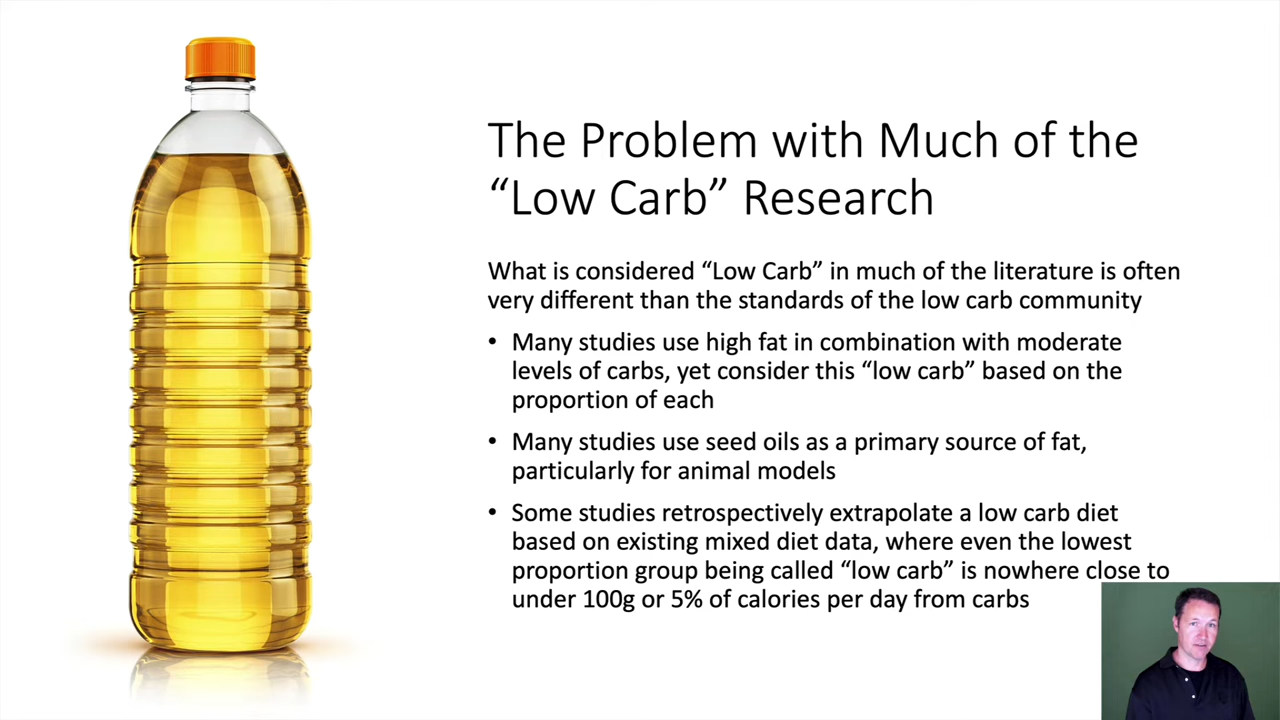 The Problem with Much of the
“Low Carb” Research
What is considered “Low Carb” in much of the literature is often
very different than the standards of the low carb community
• Many studies use high fat in combination with moderate
levels of carbs, yet consider this “low carb” based on the
proportion of each
• Many studies use seed oils as a primary source of fat,
particularly for animal models
• Some studies retrospectively extrapolate a low carb diet
based on existing mixed diet data, where even the lowest
proportion group being called “low carb” is nowhere close to
under 100g or 5% of calories per day from carbs